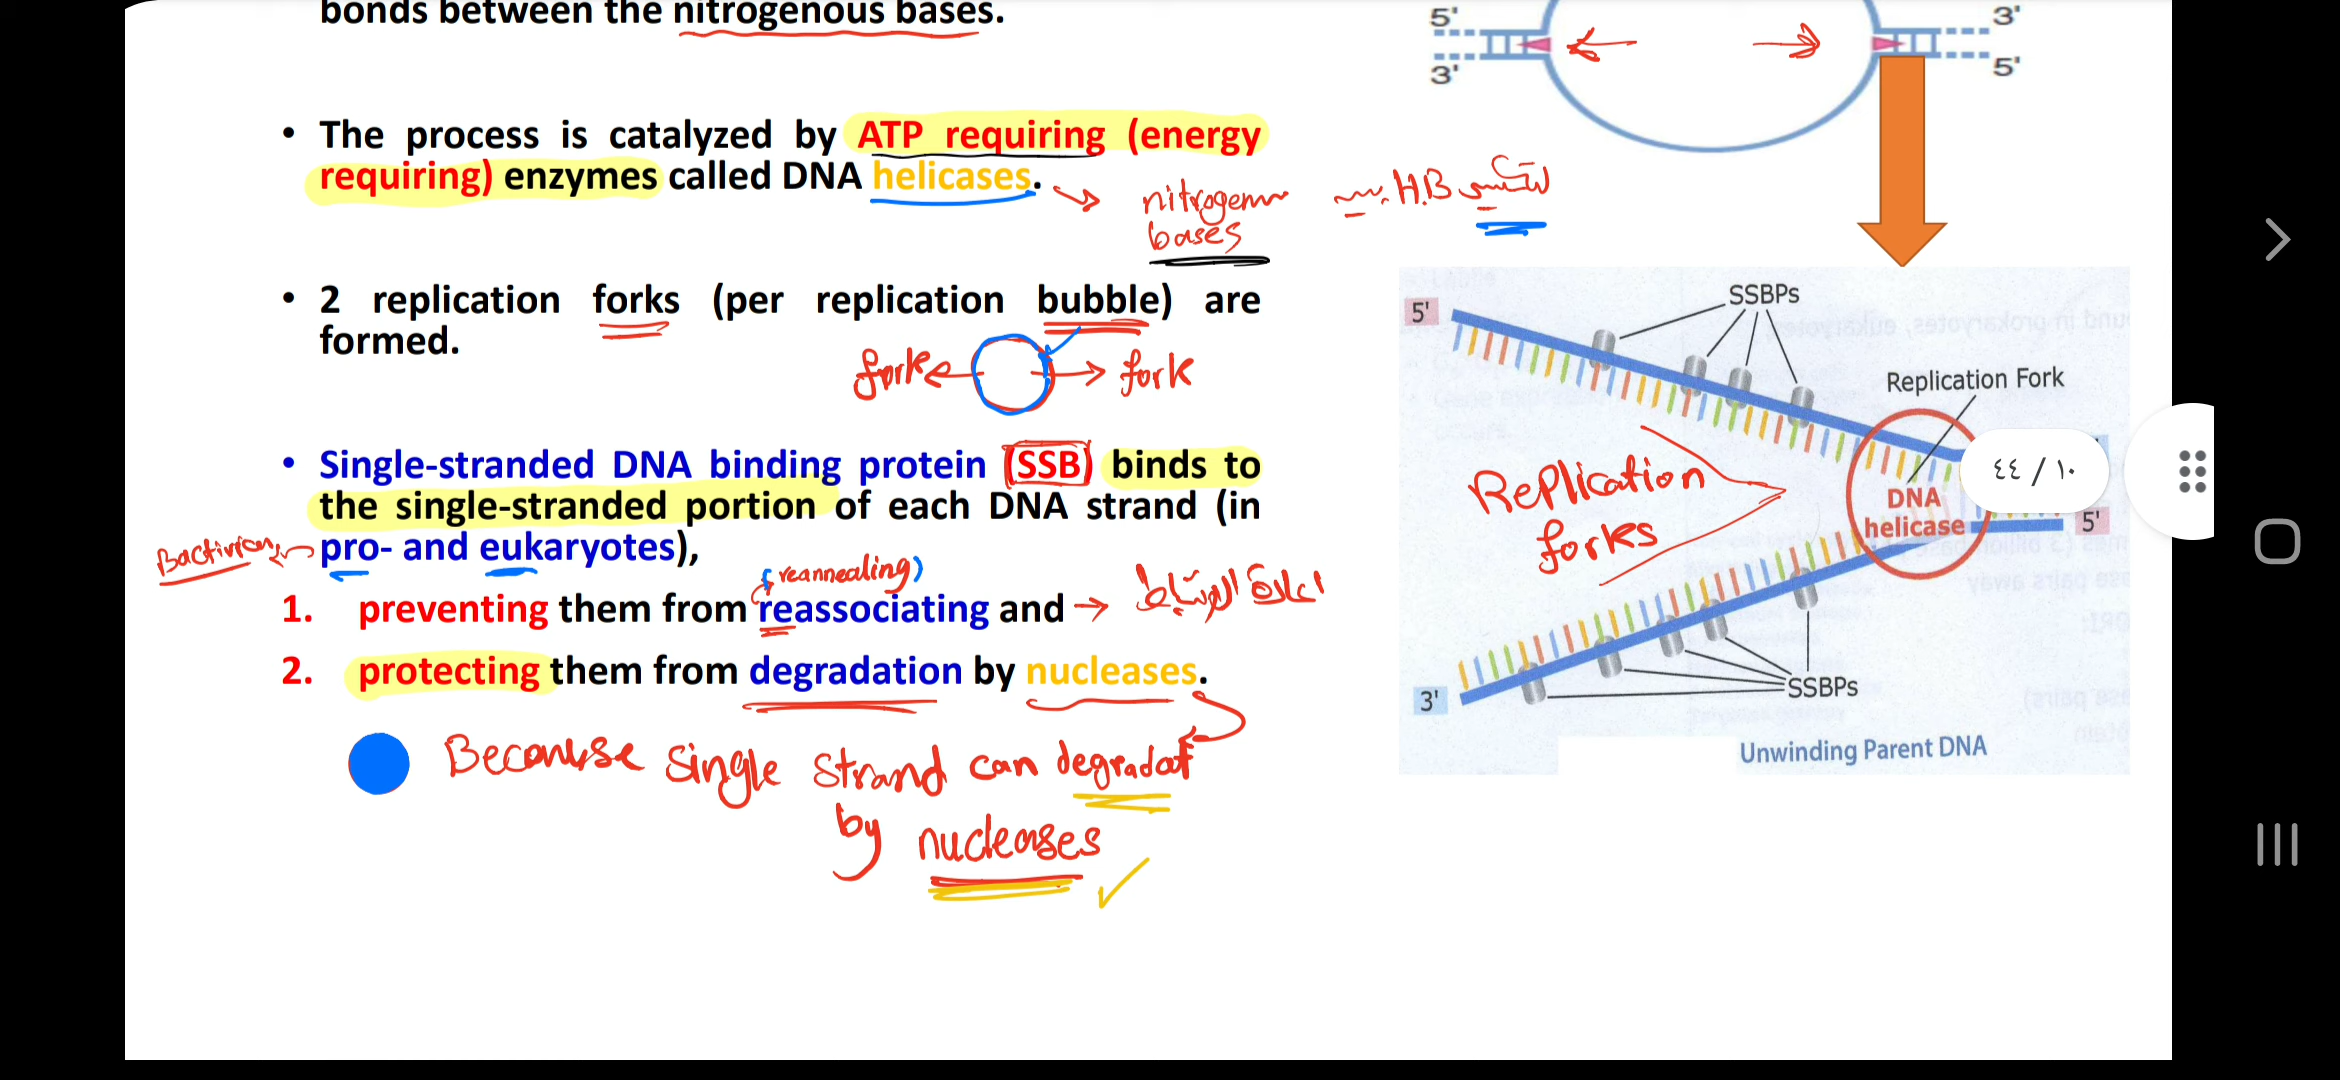 bonds between the nitrogenous bases.
5' 3'
3' 5'
• The process is catalyzed by ATP requiring (energy
requiring) enzymes called DNA helicases.
nitrogenous
bases
H.B
• 2 replication forks (per replication bubble) are
formed.
fork fork
• Single-stranded DNA binding protein (SSB) binds to
the single-stranded portion of each DNA strand (in
pro- and eukaryotes),
(reannealing)
1. preventing them from reassociating and
اعادة الارتباط
2. protecting them from degradation by nucleases.
Becauyse single strand can degradat
by nucleases
SSBPs
5'
Replication Fork
Replication
forks
DNA
helicase
5'
3'
SSBPs
Unwinding Parent DNA
٤٤ / ١٠